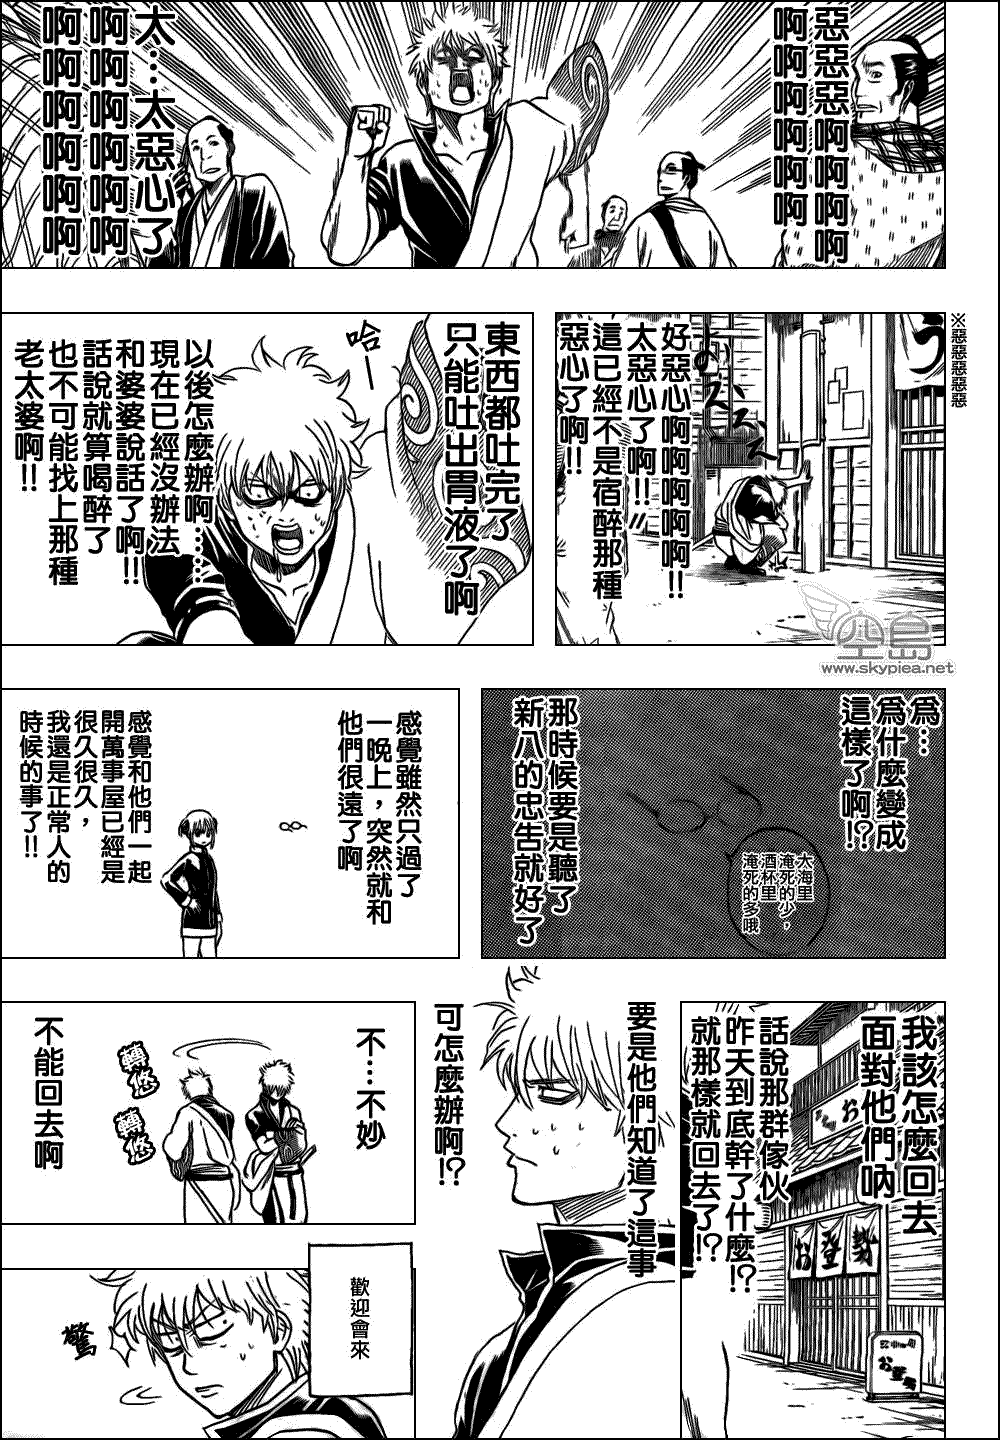 惡惡惡啊啊啊
啊啊啊啊啊啊
太…太惡心了
啊啊啊啊啊啊
啊啊啊啊啊啊
※惡惡惡惡惡
う
おえええ
好惡心啊啊啊啊啊!!
太惡心了啊!!
這已經不是宿醉那種
惡心了啊!!
東西都吐完了
只能吐出胃液了啊
哈—
以後怎麼辦啊……
現在已經沒辦法
和婆婆說話了啊!!
話說就算喝醉了
也不可能找上那種
老太婆啊!!
空島
www.skypiea.net
為…
為什麼變成
這樣了啊!?
大海里
淹死的少，
酒杯里
淹死的多哦
那時候要是聽了
新八的忠告就好了
感覺雖然只過了
一晚上，突然就和
他們很遠了啊
感覺和他們一起
開萬事屋已經是
很久很久，
我還是正常人的
時候的事了!!
我該怎麼回去
面對他們吶
話說那群傢伙
昨天到底幹了什麼!?
就那樣就回去了!?
お登勢
お登勢
要是他們知道了這事
可怎麼辦啊!?
不…不妙
轉悠
轉悠
不能回去啊
歡迎會來
驚